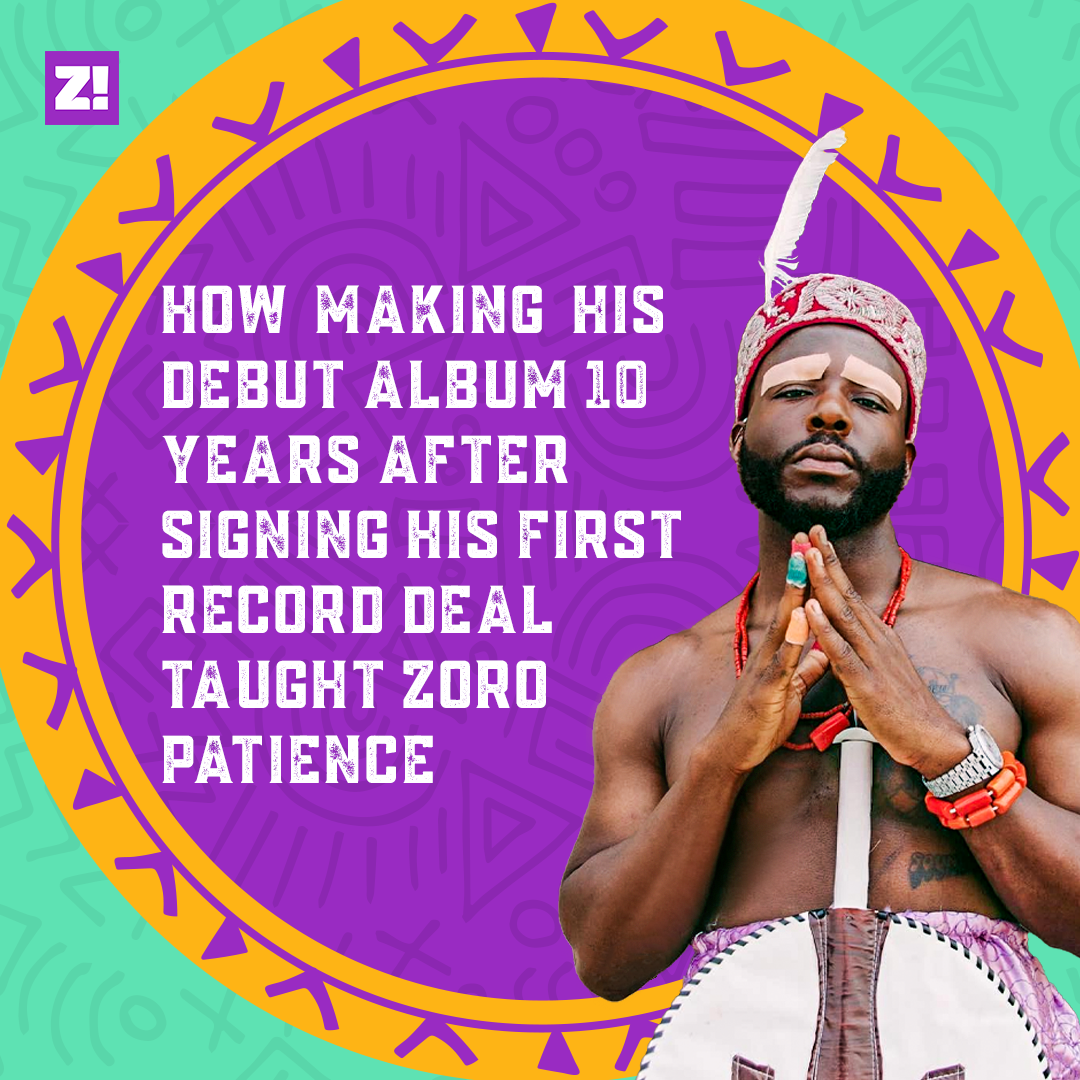 Z!
HOW MAKING HIS
DEBUT ALBUM 10
YEARS AFTER
SIGNING HIS FIRST
RECORD DEAL
TAUGHT ZORO
PATIENCE